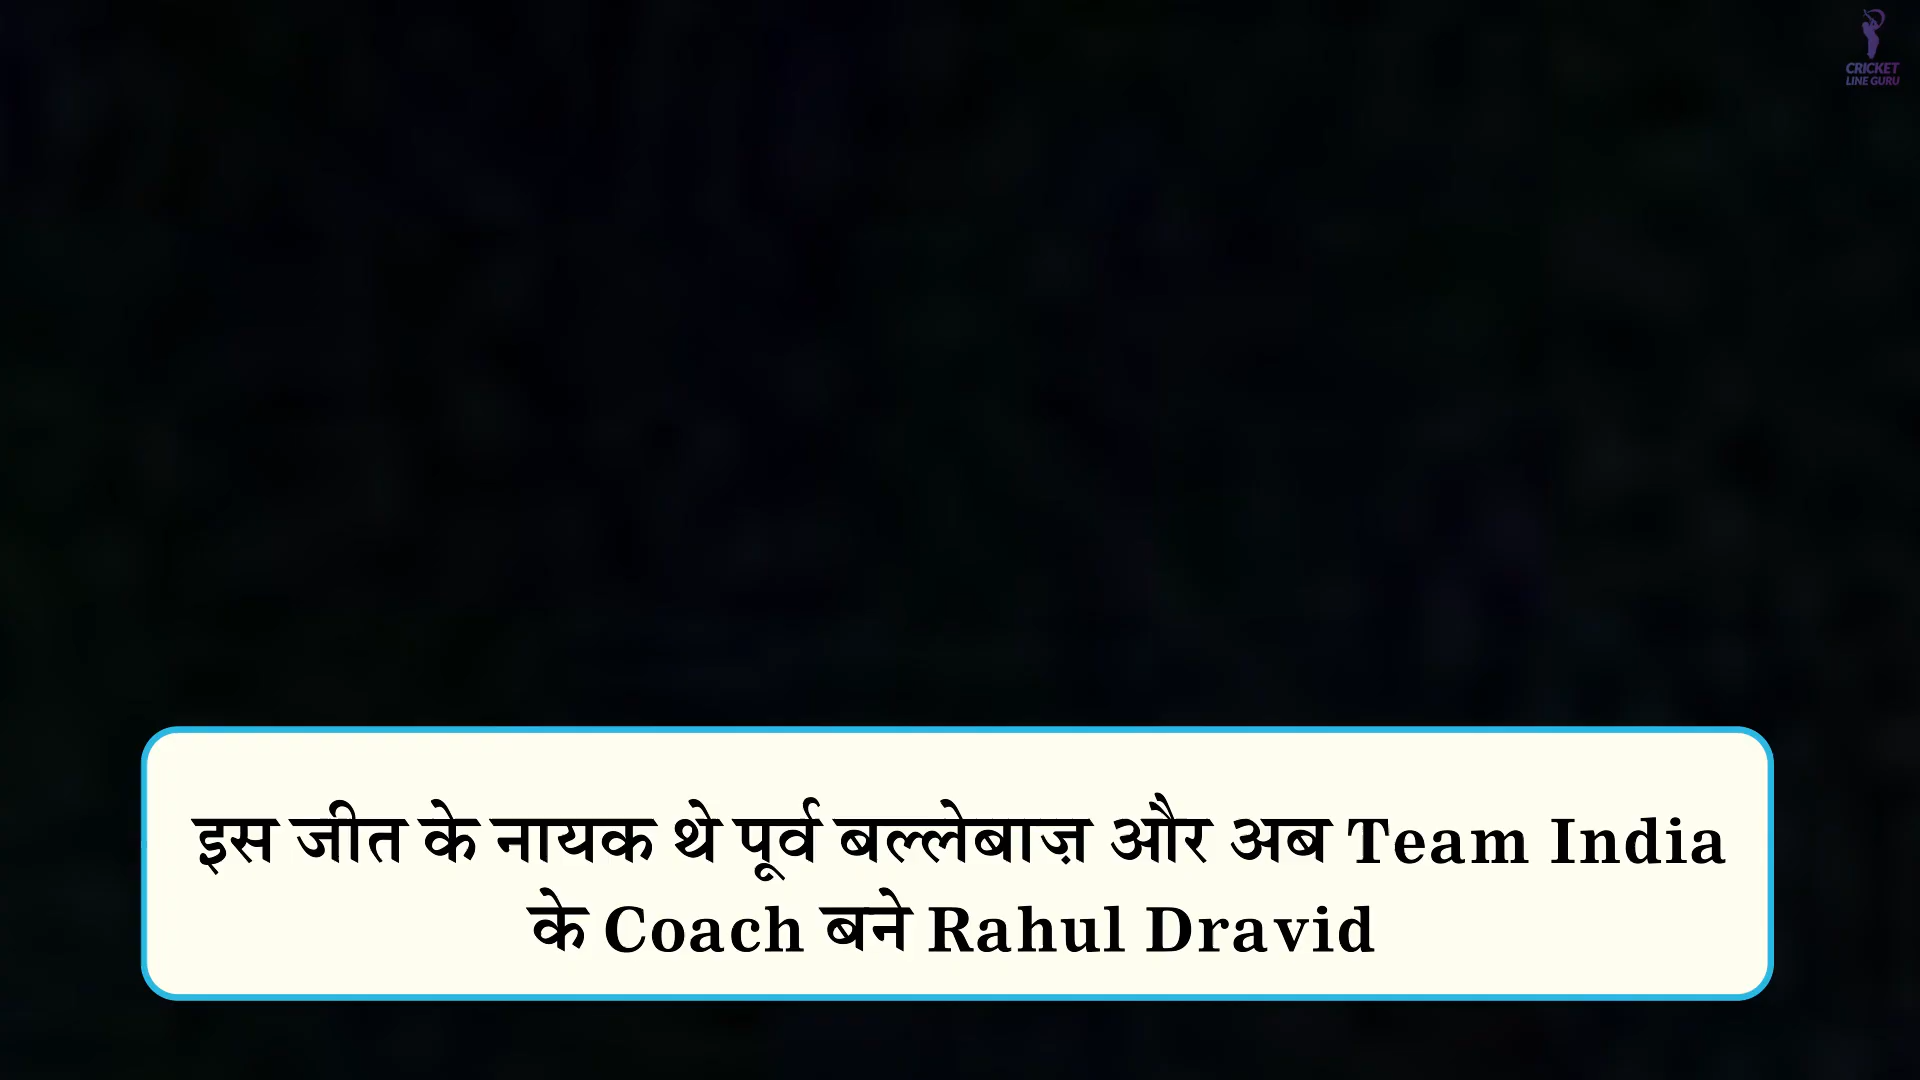 CRICKET
LINE GURU
इस जीत के नायक थे पूर्व बल्लेबाज़ और अब Team India
के Coach बने Rahul Dravid